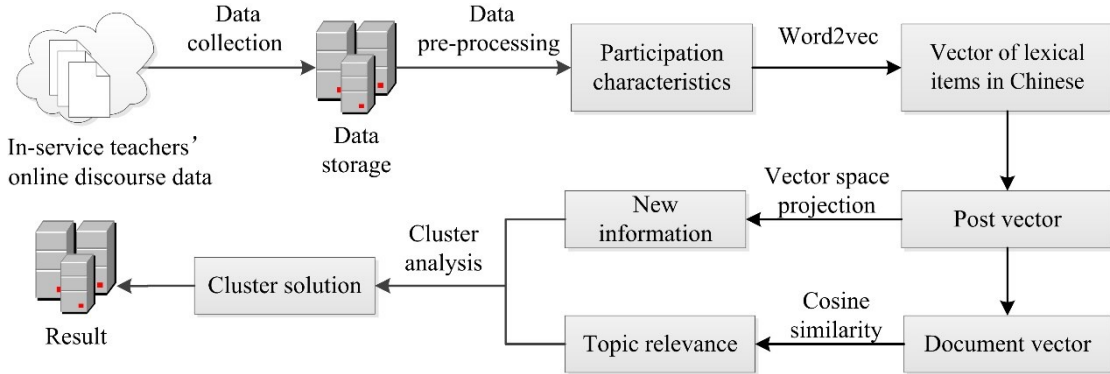 Data
collection
Data
pre-processing
Participation
characteristics
Word2vec
Vector of lexical
items in Chinese
In-service teachers’
online discourse data
Data
storage
Vector space
projection
Post vector
New
information
Cluster
analysis
Cluster solution
Result
Cosine
similarity
Document vector
Topic relevance